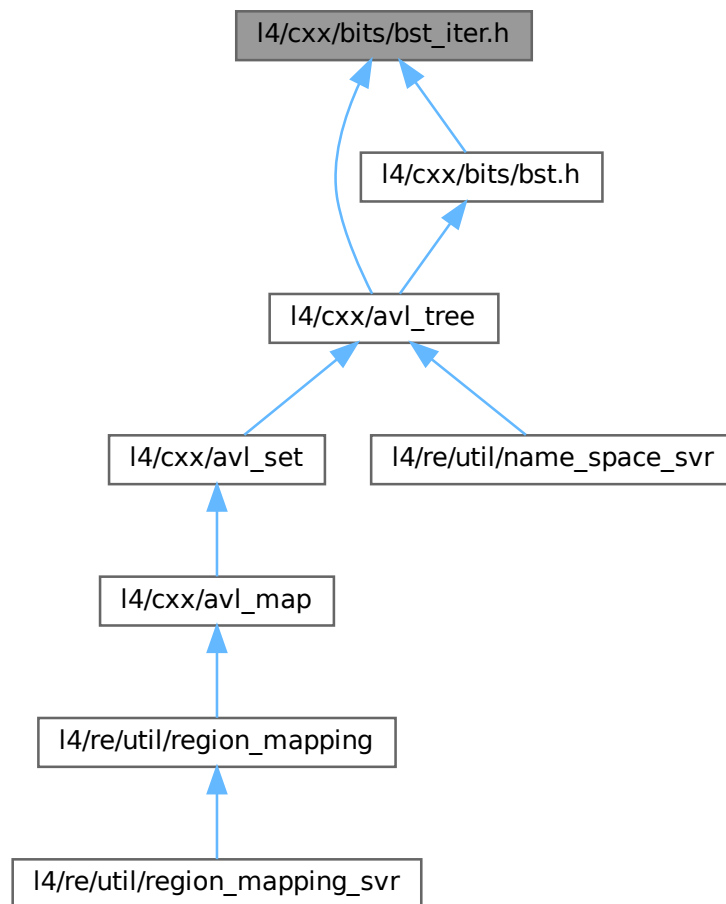 l4/cxx/bits/bst_iter.h
l4/cxx/bits/bst.h
l4/cxx/avl_tree
l4/cxx/avl_set
l4/re/util/name_space_svr
l4/cxx/avl_map
l4/re/util/region_mapping
l4/re/util/region_mapping_svr